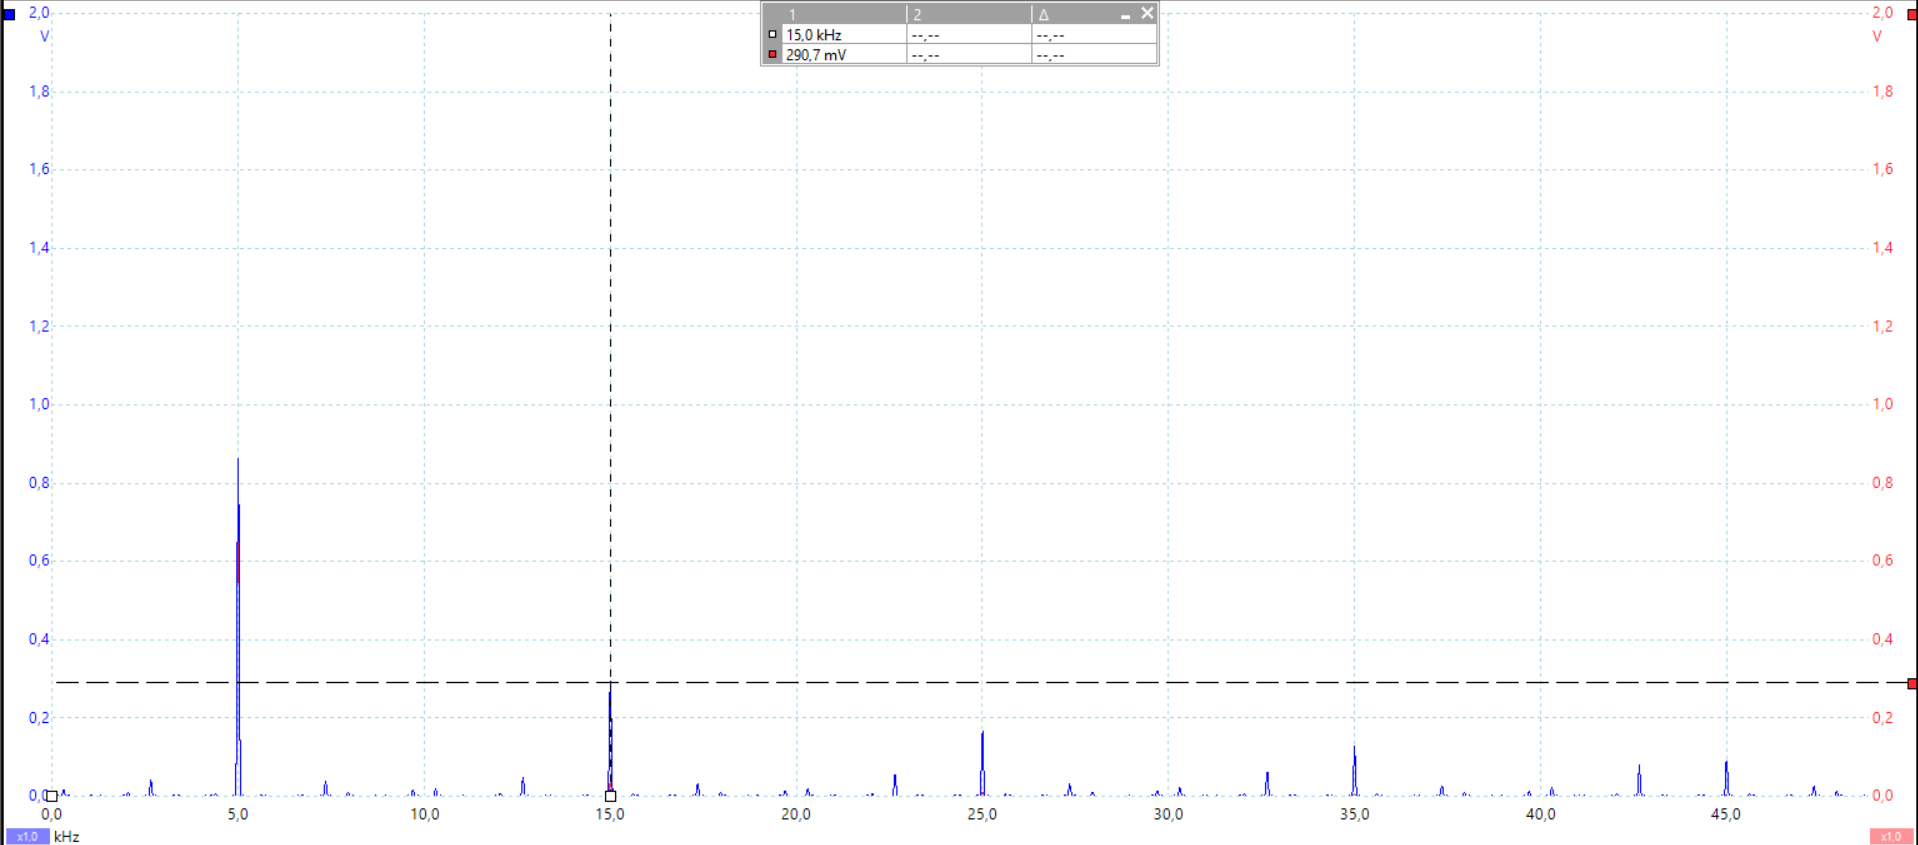 1 2 Δ
15,0 kHz --,-- --,--
290,7 mV --,-- --,--
2,0 2,0
V V
1,8 1,8
1,6 1,6
1,4 1,4
1,2 1,2
1,0 1,0
0,8 0,8
0,6 0,6
0,4 0,4
0,2 0,2
0,0 0,0
0,0 5,0 10,0 15,0 20,0 25,0 30,0 35,0 40,0 45,0
x1.0 kHz x1.0